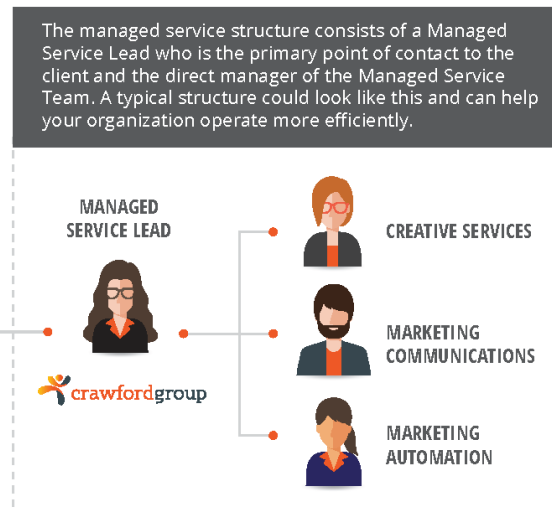 The managed service structure consists of a Managed
Service Lead who is the primary point of contact to the
client and the direct manager of the Managed Service
Team. A typical structure could look like this and can help
your organization operate more efficiently.
MANAGED
SERVICE LEAD
crawfordgroup
CREATIVE SERVICES
MARKETING
COMMUNICATIONS
MARKETING
AUTOMATION